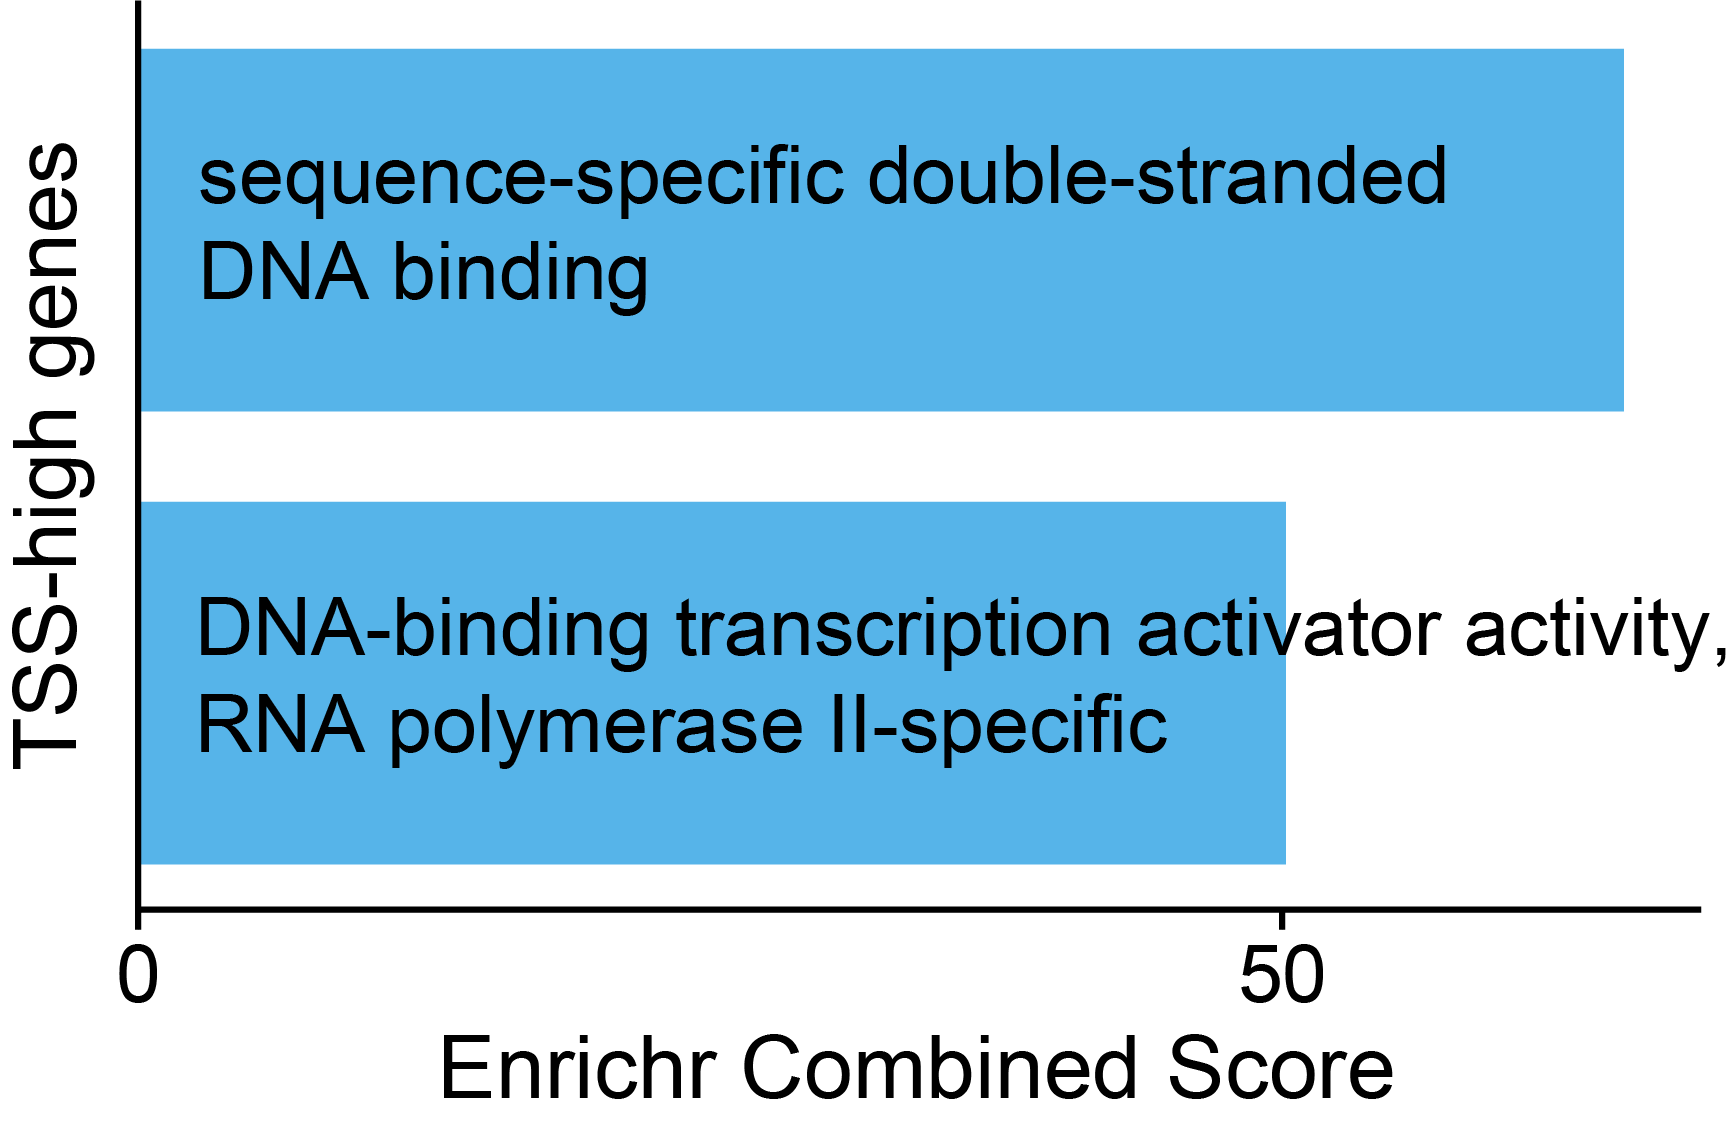 TSS-high genes
sequence-specific double-stranded
DNA binding
DNA-binding transcription activator activity,
RNA polymerase II-specific
0
50
Enrichr Combined Score